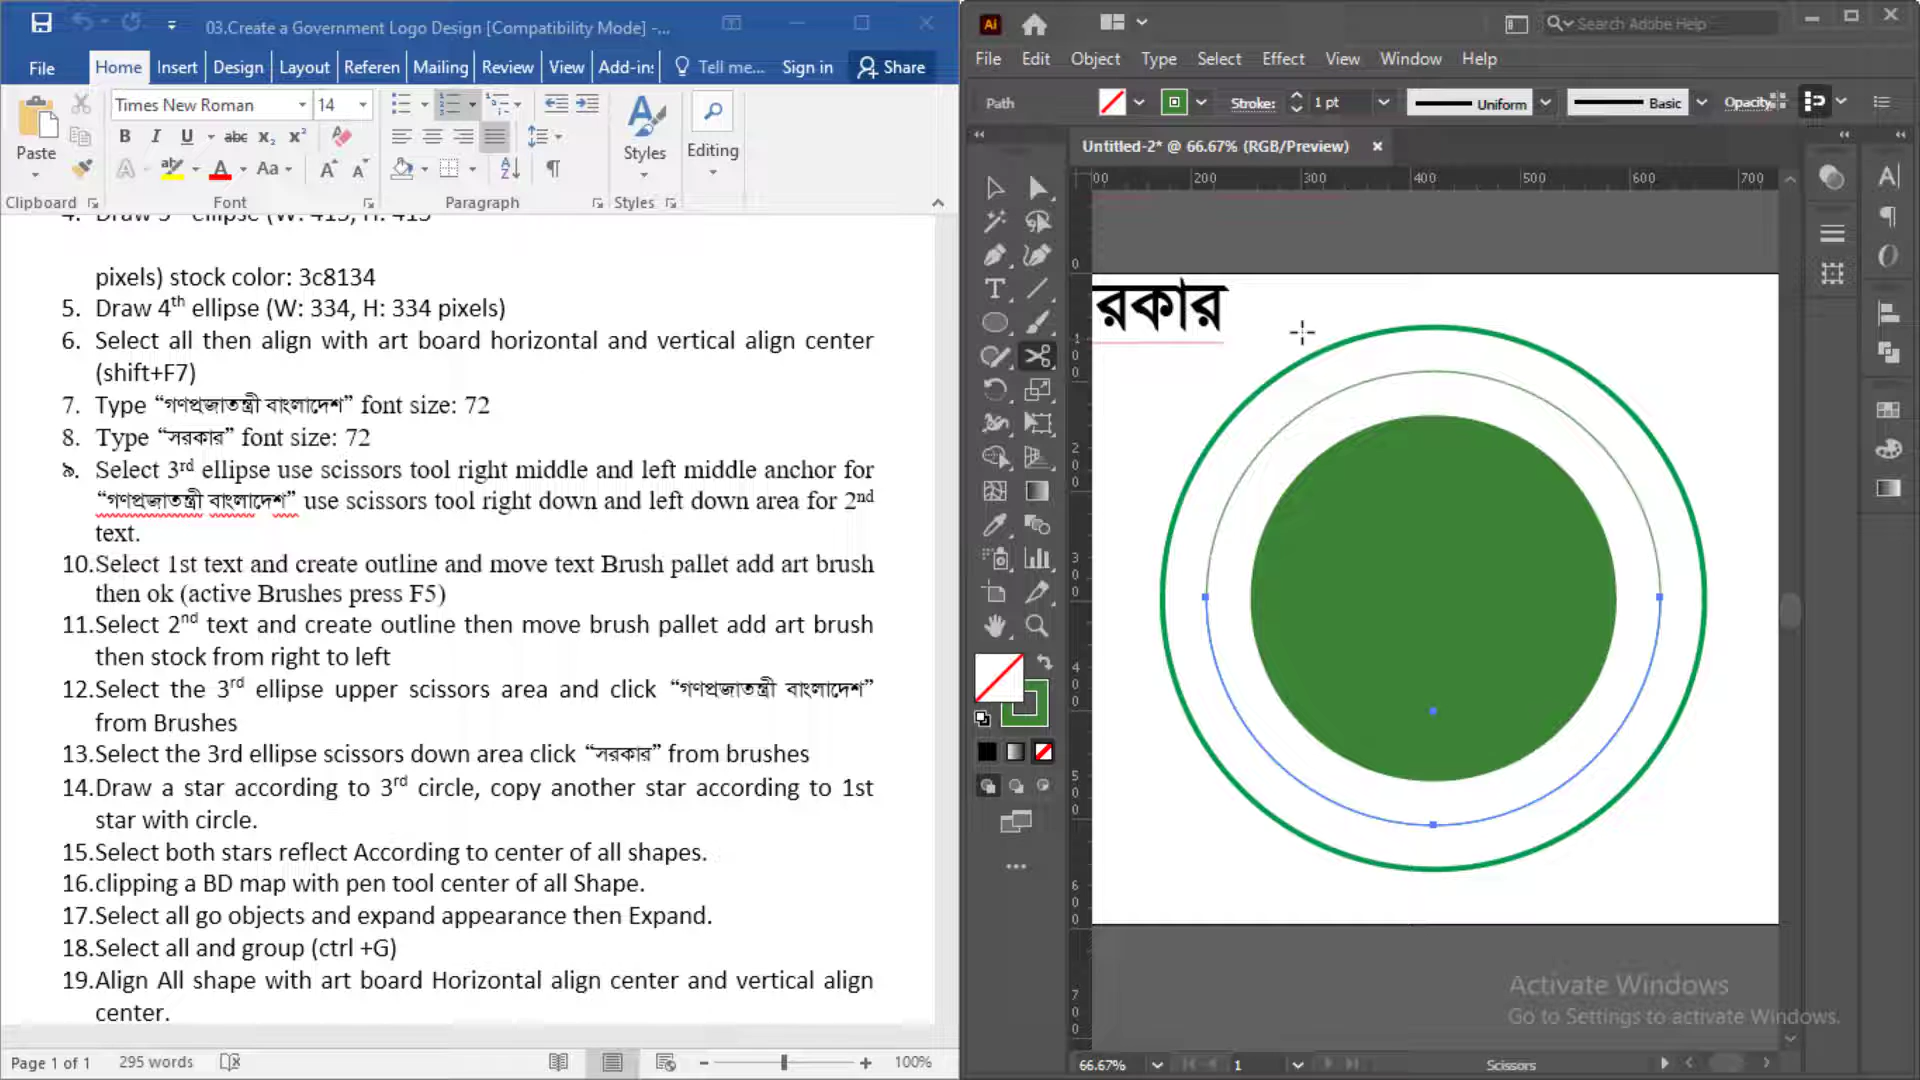 03.Create a Government Logo Design [Compatibility Mode] -...
File
Home
Insert
Design
Layout
Referen
Mailing
Review
View
Add-in:
Tell me...
Sign in
Share
Times New Roman
14
Paste
Styles
Editing
Clipboard
Font
Paragraph
Styles
pixels) stock color: 3c8134
5. Draw 4th ellipse (W: 334, H: 334 pixels)
6. Select all then align with art board horizontal and vertical align center
(shift+F7)
7. Type “গণপ্রজাতন্ত্রী বাংলাদেশ” font size: 72
8. Type “সরকার” font size: 72
৯. Select 3rd ellipse use scissors tool right middle and left middle anchor for
“গণপ্রজাতন্ত্রী বাংলাদেশ” use scissors tool right down and left down area for 2nd
text.
10.Select 1st text and create outline and move text Brush pallet add art brush
then ok (active Brushes press F5)
11.Select 2nd text and create outline then move brush pallet add art brush
then stock from right to left
12.Select the 3rd ellipse upper scissors area and click “গণপ্রজাতন্ত্রী বাংলাদেশ”
from Brushes
13.Select the 3rd ellipse scissors down area click “সরকার” from brushes
14.Draw a star according to 3rd circle, copy another star according to 1st
star with circle.
15.Select both stars reflect According to center of all shapes.
16.clipping a BD map with pen tool center of all Shape.
17.Select all go objects and expand appearance then Expand.
18.Select all and group (ctrl +G)
19.Align All shape with art board Horizontal align center and vertical align
center.
Page 1 of 1
295 words
100%
Ai
Search Adobe Help
File
Edit
Object
Type
Select
Effect
View
Window
Help
Path
Stroke:
1 pt
Uniform
Basic
Opacity
Untitled-2* @ 66.67% (RGB/Preview)
00 200 300 400 500 600 700
রকার
Activate Windows
Go to Settings to activate Windows.
66.67%
1
Scissors